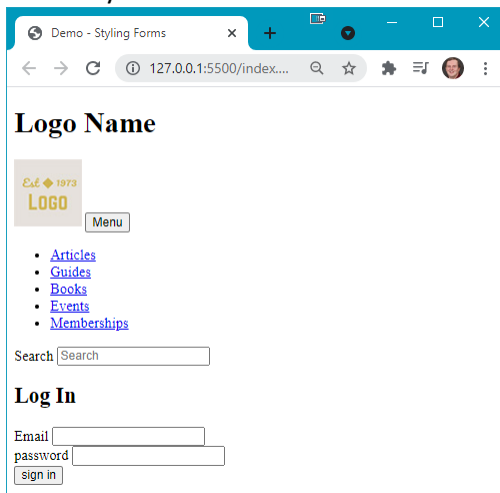 Demo - Styling Forms
127.0.0.1:5500/index....
Logo Name
Est ◆ 1973
LOGO
Menu
Articles
Guides
Books
Events
Memberships
Search Search
Log In
Email
password
sign in